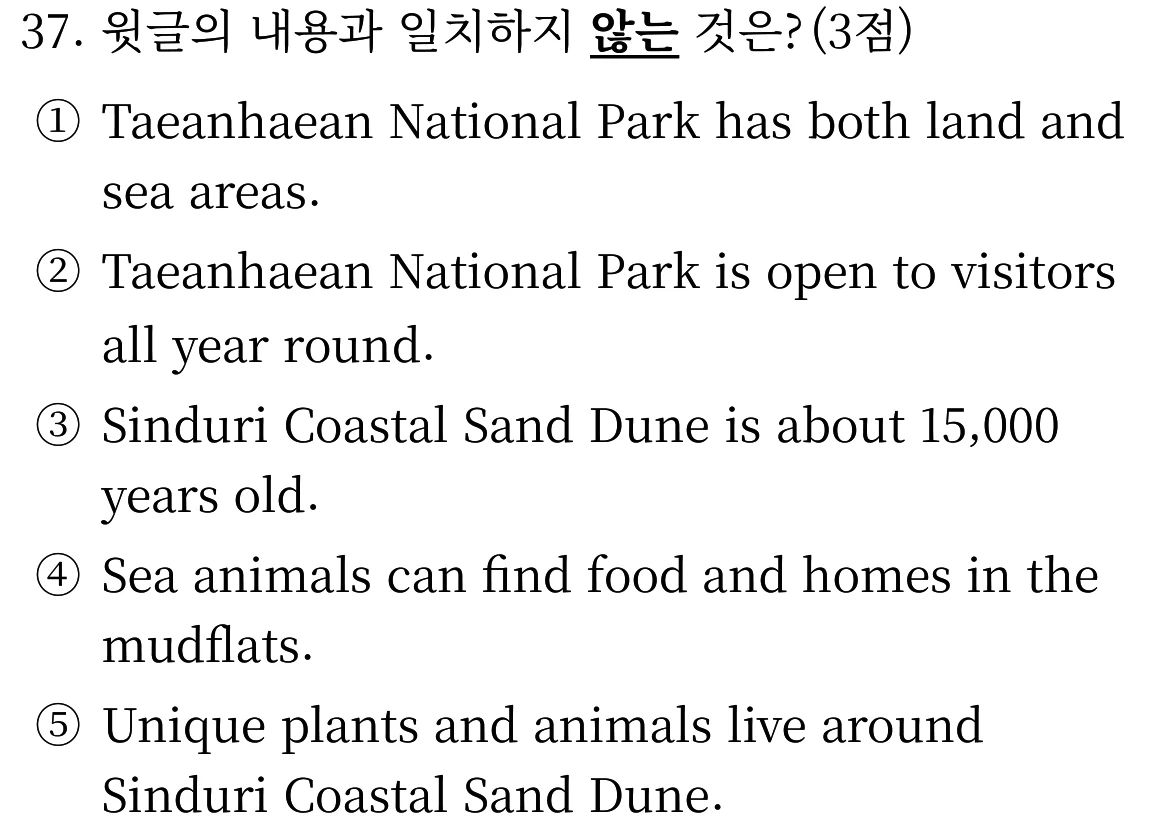 37. 윗글의 내용과 일치하지 않는 것은? (3점)
① Taeanhaean National Park has both land and
sea areas.
② Taeanhaean National Park is open to visitors
all year round.
③ Sinduri Coastal Sand Dune is about 15,000
years old.
④ Sea animals can find food and homes in the
mudflats.
⑤ Unique plants and animals live around
Sinduri Coastal Sand Dune.